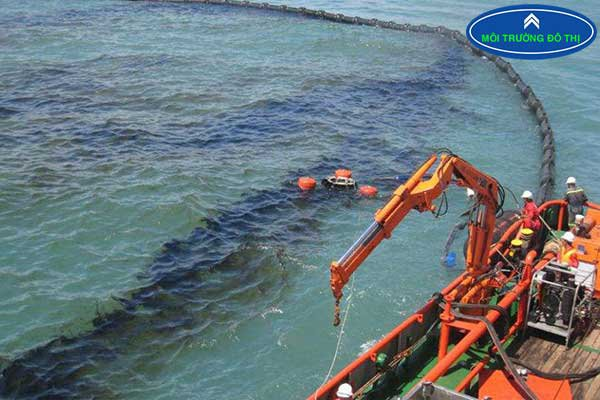 MÔI TRƯỜNG ĐÔ THỊ